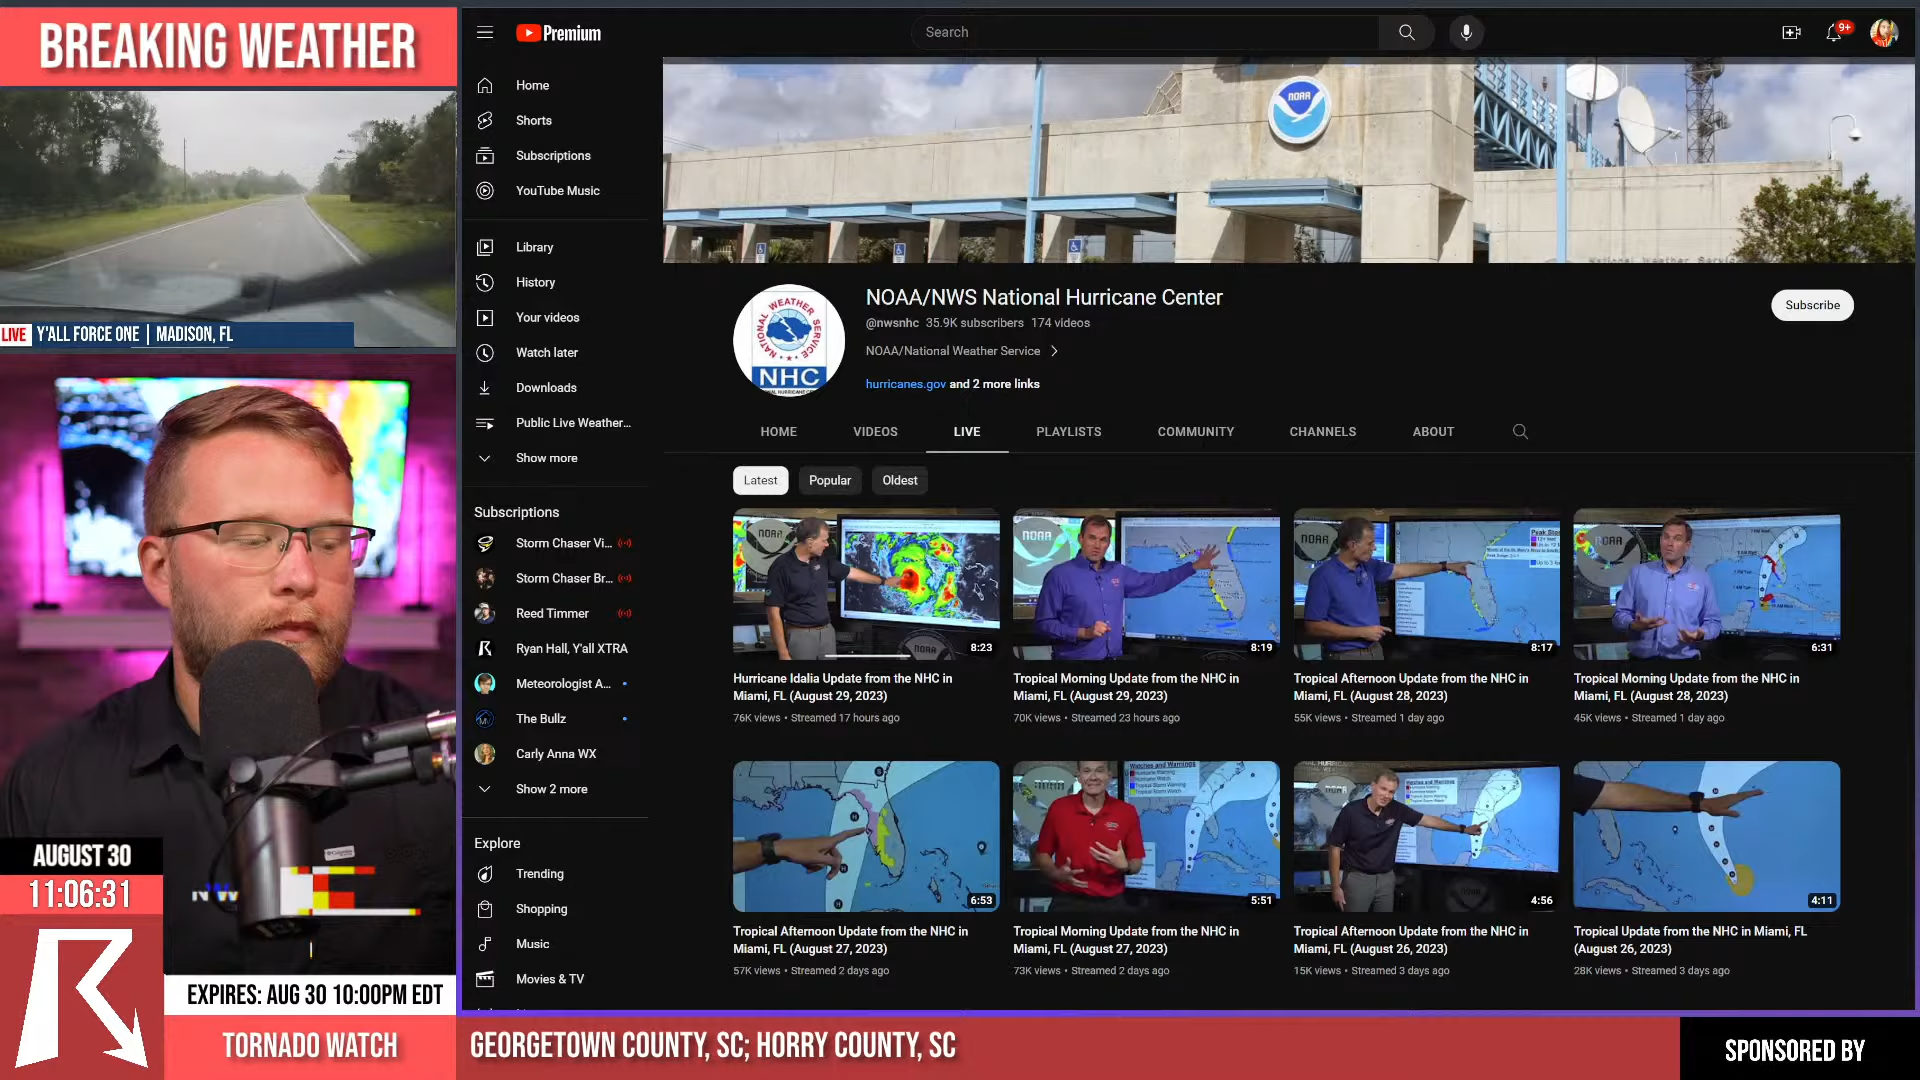 BREAKING WEATHER
LIVE Y'ALL FORCE ONE | MADISON, FL
AUGUST 30
11:06:31
EXPIRES: AUG 30 10:00PM EDT
TORNADO WATCH
GEORGETOWN COUNTY, SC; HORRY COUNTY, SC
SPONSORED BY
Premium
Search
9+
Home
Shorts
Subscriptions
YouTube Music
Library
History
Your videos
Watch later
Downloads
Public Live Weather...
Show more
Subscriptions
Storm Chaser Vi...
Storm Chaser Br...
Reed Timmer
Ryan Hall, Y'all XTRA
Meteorologist A...
The Bullz
Carly Anna WX
Show 2 more
Explore
Trending
Shopping
Music
Movies & TV
NOAA
National Weather Service
NATIONAL WEATHER SERVICE
NHC
NOAA/NWS National Hurricane Center
@nwsnhc 35.9K subscribers 174 videos
NOAA/National Weather Service
hurricanes.gov and 2 more links
Subscribe
HOME VIDEOS LIVE PLAYLISTS COMMUNITY CHANNELS ABOUT
Latest Popular Oldest
8:23
Hurricane Idalia Update from the NHC in
Miami, FL (August 29, 2023)
76K views • Streamed 17 hours ago
8:19
Tropical Morning Update from the NHC in
Miami, FL (August 29, 2023)
70K views • Streamed 23 hours ago
8:17
Tropical Afternoon Update from the NHC in
Miami, FL (August 28, 2023)
55K views • Streamed 1 day ago
6:31
Tropical Morning Update from the NHC in
Miami, FL (August 28, 2023)
45K views • Streamed 1 day ago
6:53
Tropical Afternoon Update from the NHC in
Miami, FL (August 27, 2023)
57K views • Streamed 2 days ago
Watches and Warnings
5:51
Tropical Morning Update from the NHC in
Miami, FL (August 27, 2023)
73K views • Streamed 2 days ago
Watches and Warnings
4:56
Tropical Afternoon Update from the NHC in
Miami, FL (August 26, 2023)
15K views • Streamed 3 days ago
4:11
Tropical Update from the NHC in Miami, FL
(August 26, 2023)
28K views • Streamed 3 days ago